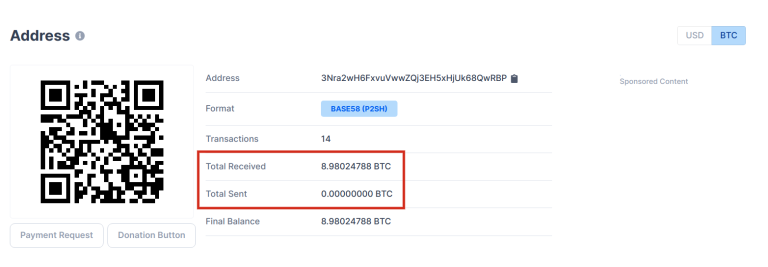 Address
USD BTC
Address 3Nra2wH6FxvuVwwZQj3EH5xHjUk68QwRBP
Sponsored Content
Format BASE58 (P2SH)
Transactions 14
Total Received 8.98024788 BTC
Total Sent 0.00000000 BTC
Final Balance 8.98024788 BTC
Payment Request Donation Button